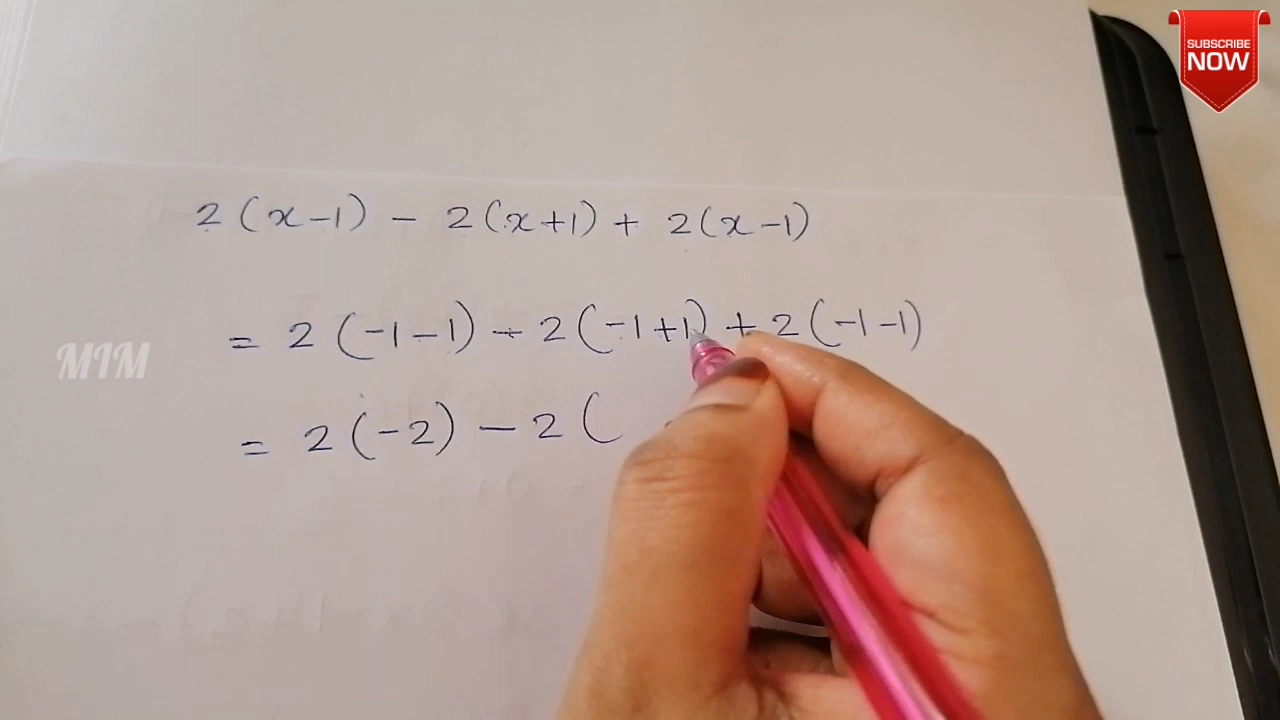 SUBSCRIBE
NOW
2(x-1) - 2(x+1) + 2(x-1)
= 2(-1-1) - 2(-1+1) + 2(-1-1)
MIM
= 2(-2) - 2(